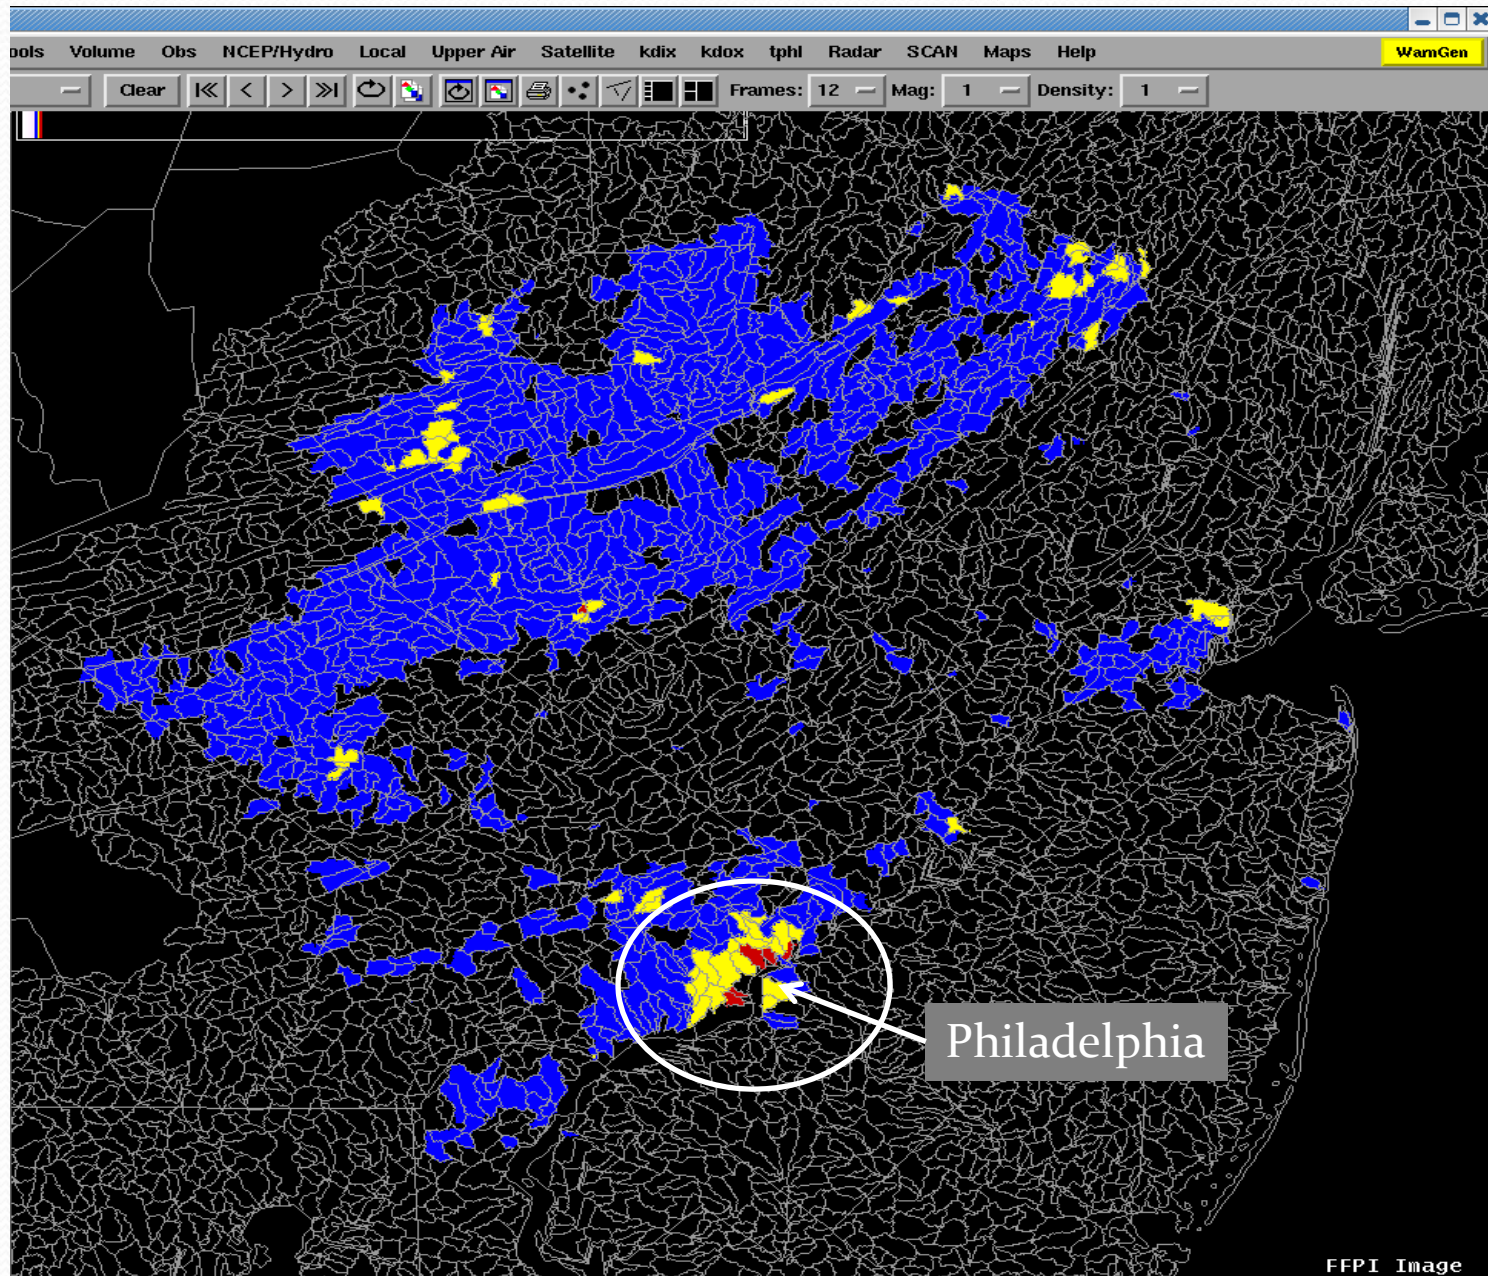 ools Volume Obs NCEP/Hydro Local Upper Air Satellite kdix kdox tphl Radar SCAN Maps Help WarnGen
Clear Frames: 12 Mag: 1 Density: 1
Philadelphia
FFPI Image